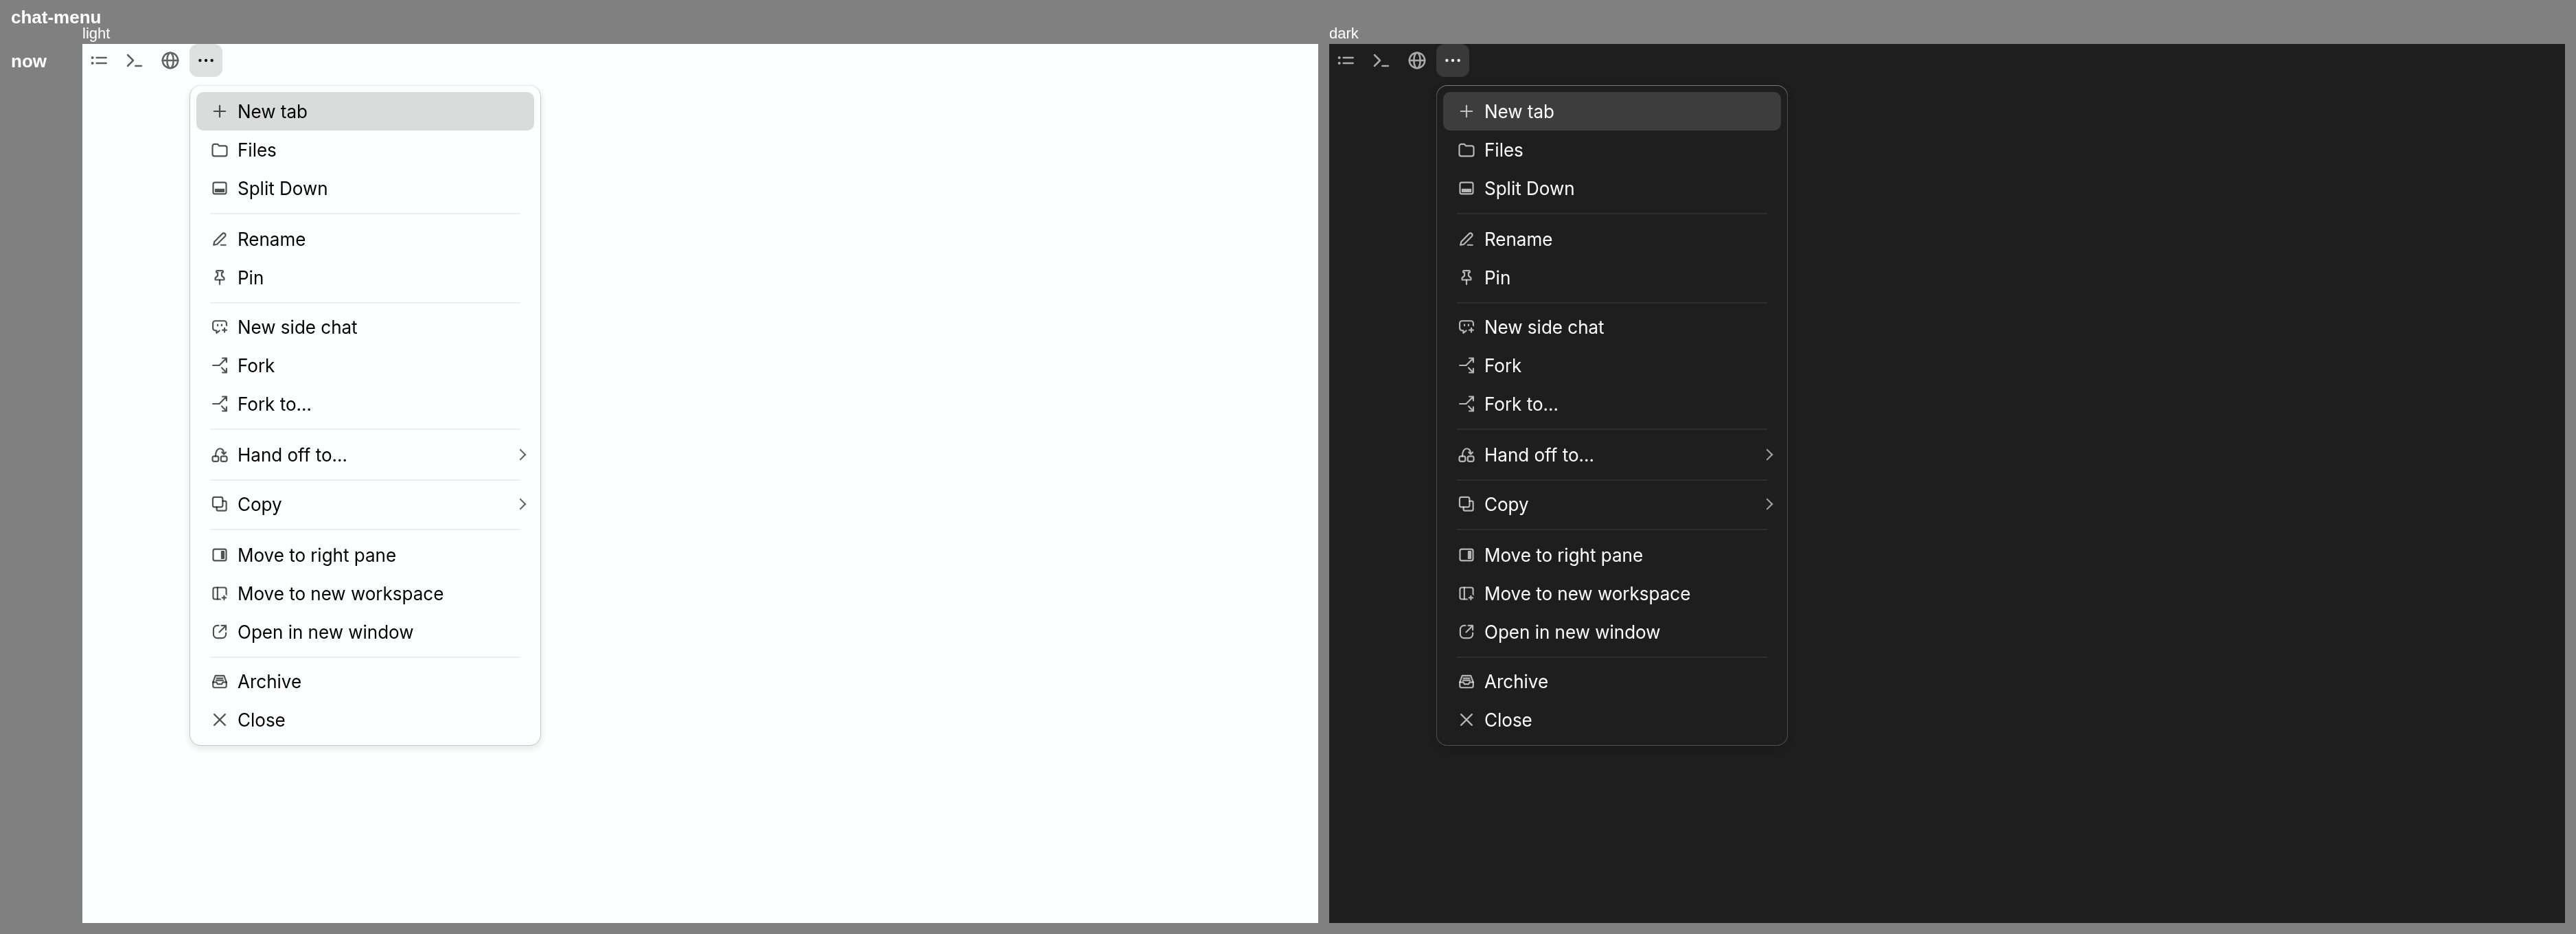 chat-menu
light
dark
now
New tab
Files
Split Down
Rename
Pin
New side chat
Fork
Fork to...
Hand off to...
Copy
Move to right pane
Move to new workspace
Open in new window
Archive
Close
New tab
Files
Split Down
Rename
Pin
New side chat
Fork
Fork to...
Hand off to...
Copy
Move to right pane
Move to new workspace
Open in new window
Archive
Close